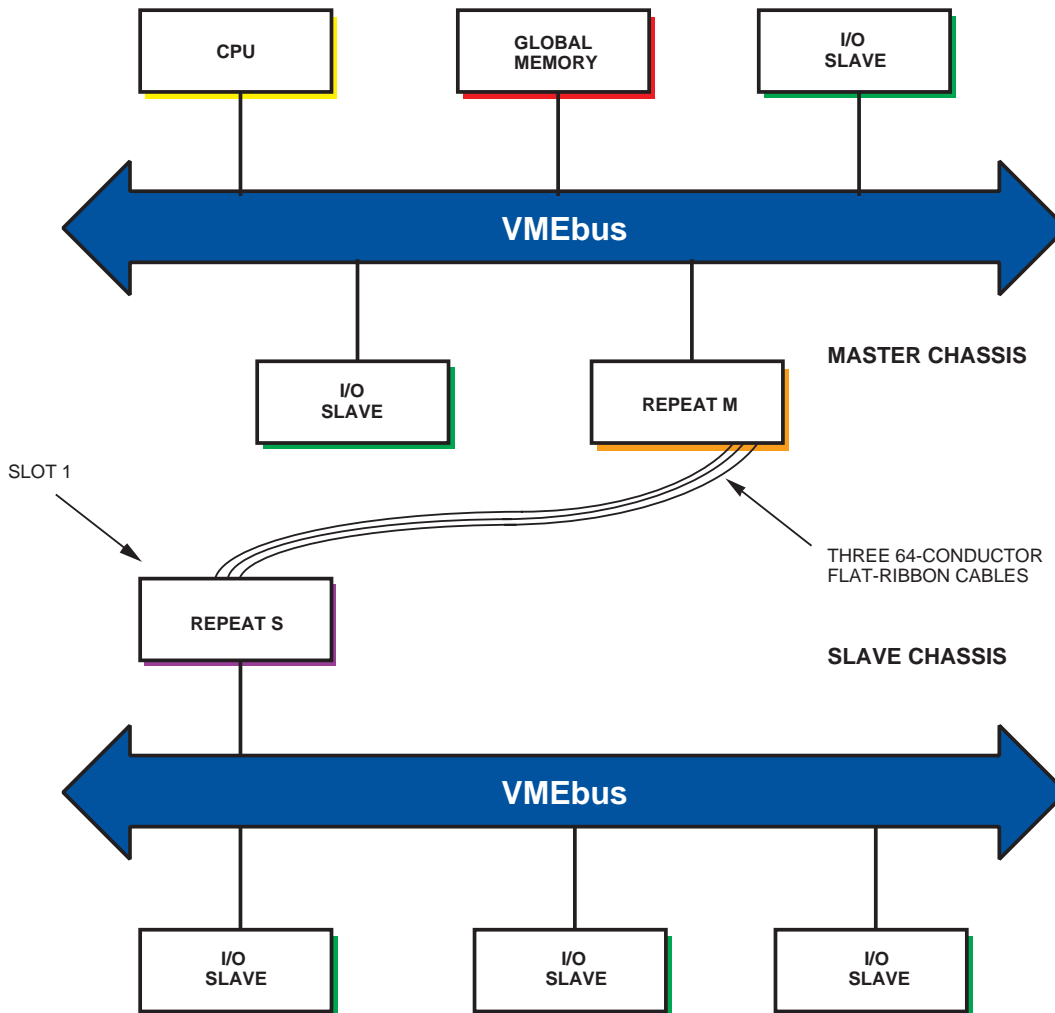 CPU
GLOBAL
MEMORY
I/O
SLAVE
VMEbus
MASTER CHASSIS
I/O
SLAVE
REPEAT M
SLOT 1
THREE 64-CONDUCTOR
FLAT-RIBBON CABLES
REPEAT S
SLAVE CHASSIS
VMEbus
I/O
SLAVE
I/O
SLAVE
I/O
SLAVE